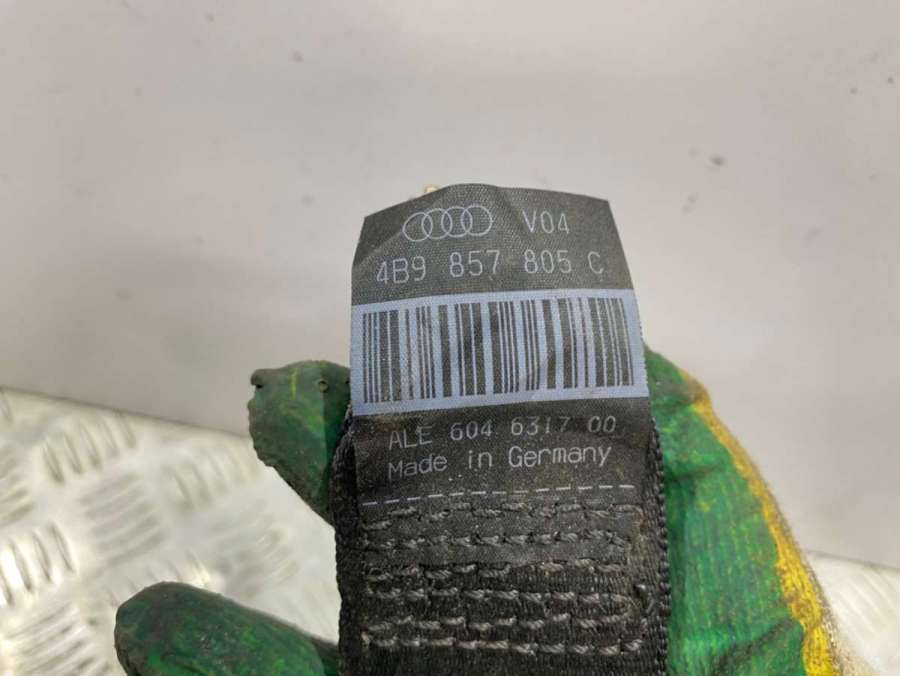 V04
4B9 857 805 C
ALE 604 6317 00
Made in Germany